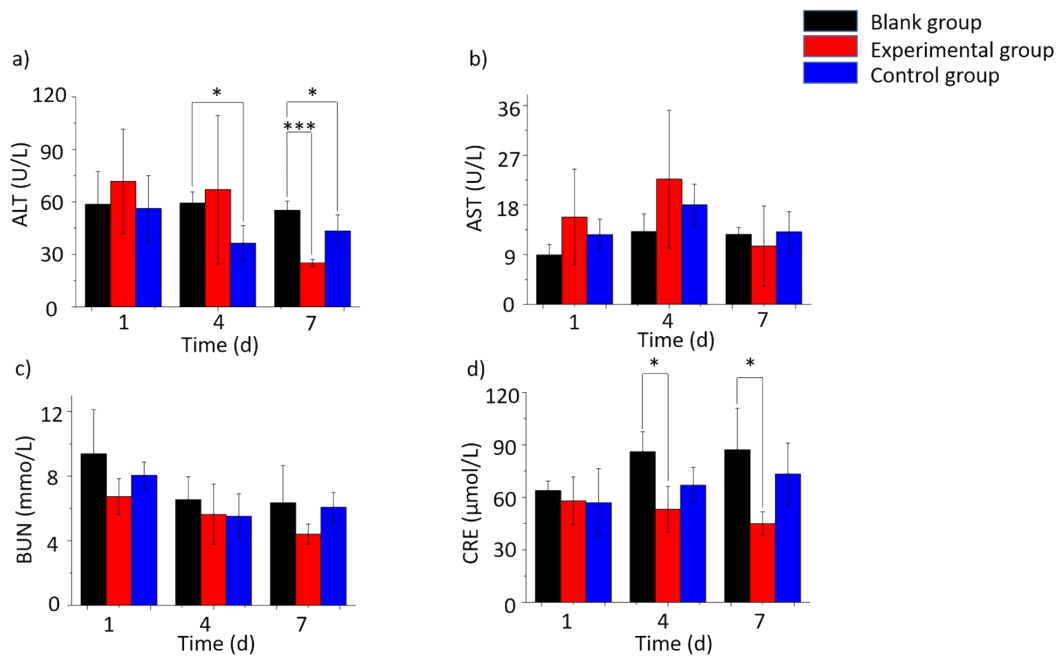 Blank group
Experimental group
Control group
a)
ALT (U/L)
120
90
60
30
0
*
***
*
1 4 7
Time (d)
b)
AST (U/L)
36
27
18
9
0
1 4 7
Time (d)
c)
BUN (mmo/L)
12
8
4
0
1 4 7
Time (d)
d)
CRE (μmol/L)
120
90
60
30
0
*
*
1 4 7
Time (d)